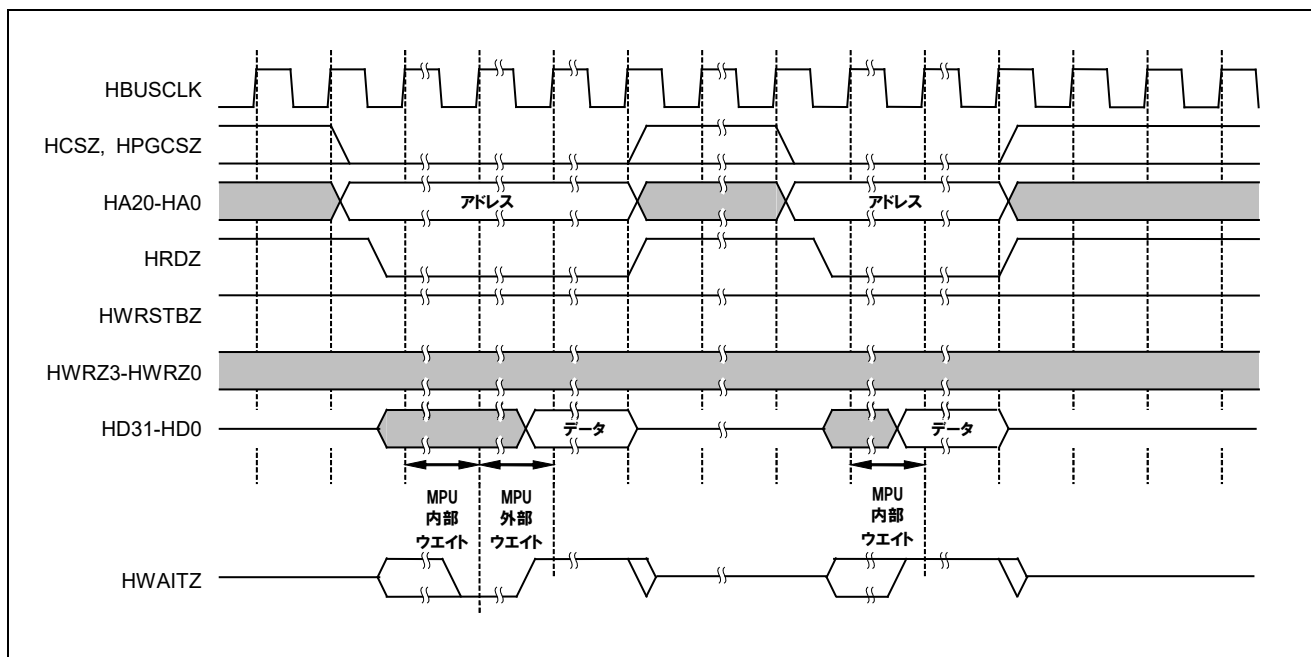 HBUSCLK
HCSZ, HPGCSZ
HA20-HA0
アドレス
アドレス
HRDZ
HWRSTBZ
HWRZ3-HWRZ0
HD31-HD0
データ
データ
MPU
内部
ウエイト
MPU
外部
ウエイト
MPU
内部
ウエイト
HWAITZ